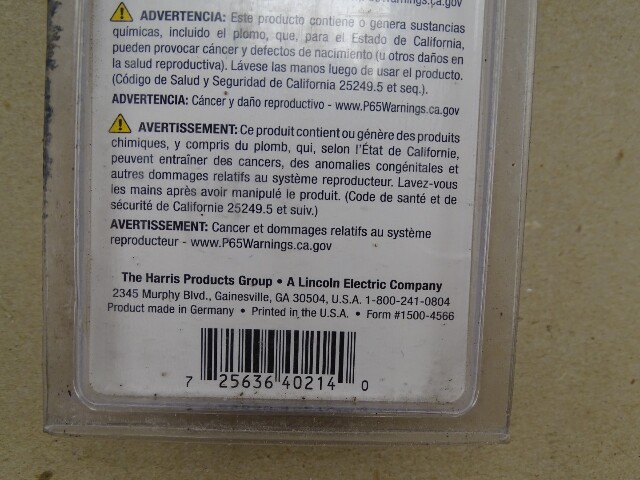 ADVERTENCIA: Este producto contiene o genera sustancias
químicas, incluido el plomo, que, para el Estado de California,
pueden provocar cáncer y defectos de nacimiento (u otros daños en
la salud reproductiva). Lávese las manos luego de usar el producto.
(Código de Salud y Seguridad de California 25249.5 et seq.).
ADVERTENCIA: Cáncer y daño reproductivo - www.P65Warnings.ca.gov
AVERTISSEMENT: Ce produit contient ou génère des produits
chimiques, y compris du plomb, qui, selon l'État de Californie,
peuvent entraîner des cancers, des anomalies congénitales et
autres dommages relatifs au système reproducteur. Lavez-vous
les mains après avoir manipulé le produit. (Code de santé et de
sécurité de Californie 25249.5 et suiv.)
AVERTISSEMENT: Cancer et dommages relatifs au système
reproducteur - www.P65Warnings.ca.gov
The Harris Products Group • A Lincoln Electric Company
2345 Murphy Blvd., Gainesville, GA 30504, U.S.A. 1-800-241-0804
Product made in Germany • Printed in the U.S.A. • Form #1500-4566
7 25636 40214 0